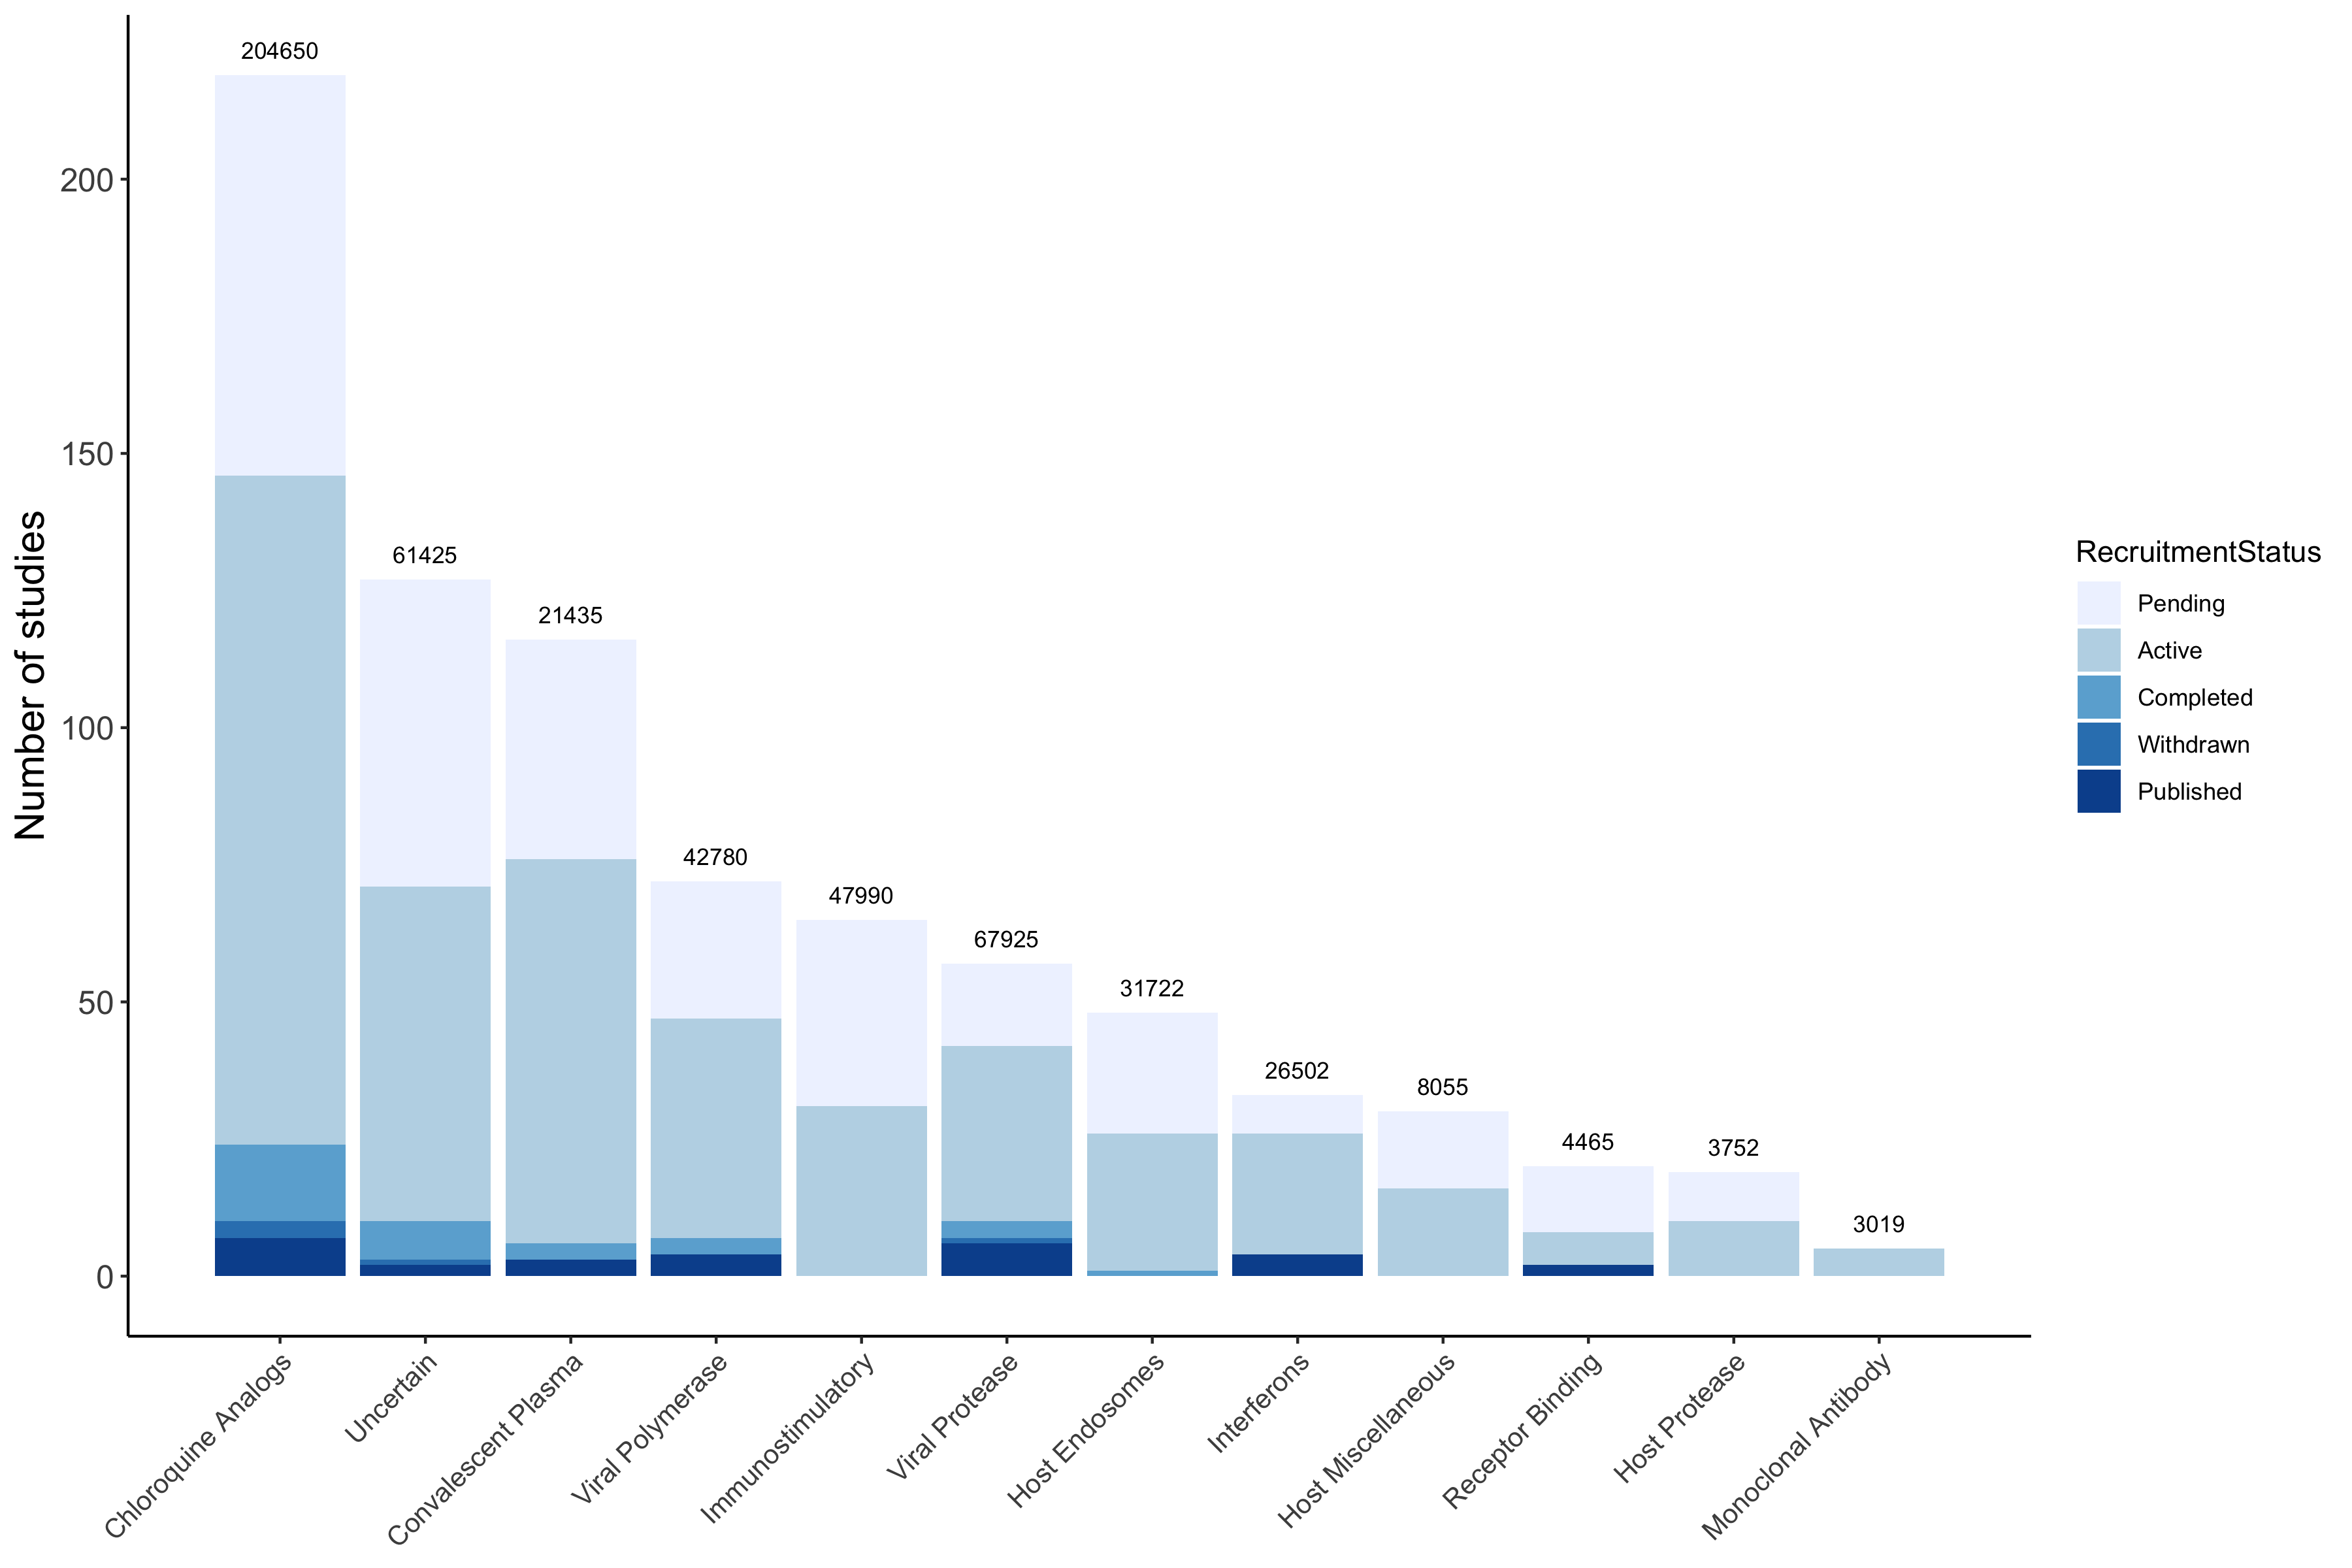 Number of studies
200
150
100
50
0
204650
61425
21435
42780
47990
67925
31722
26502
8055
4465
3752
3019
Chloroquine Analogs
Uncertain
Convalescent Plasma
Viral Polymerase
Immunostimulatory
Viral Protease
Host Endosomes
Interferons
Host Miscellaneous
Receptor Binding
Host Protease
Monoclonal Antibody
RecruitmentStatus
Pending
Active
Completed
Withdrawn
Published